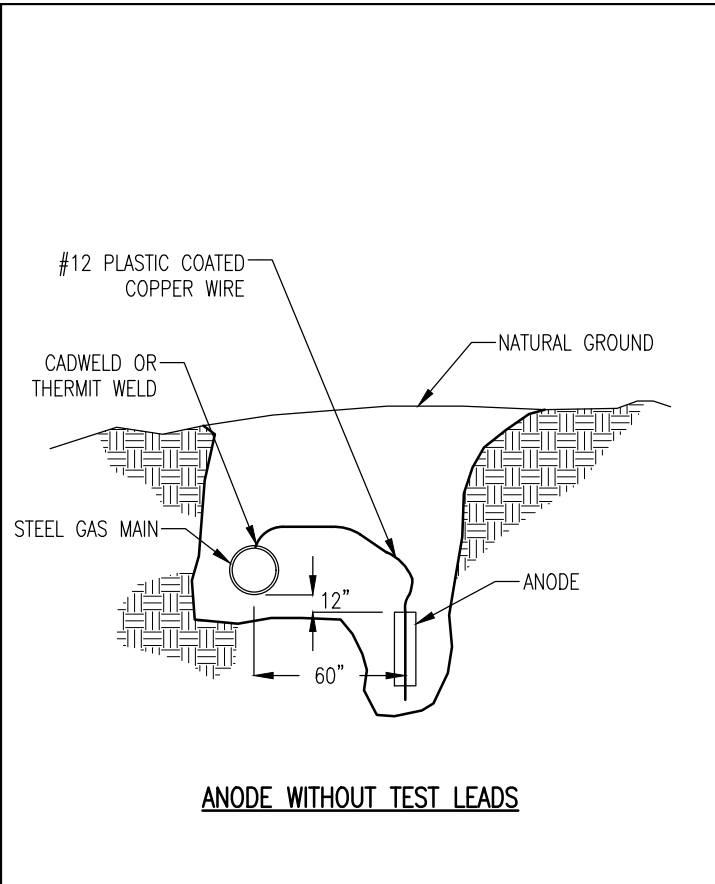 #12 PLASTIC COATED
COPPER WIRE
NATURAL GROUND
CADWELD OR
THERMIT WELD
STEEL GAS MAIN
ANODE
12”
60”
ANODE WITHOUT TEST LEADS